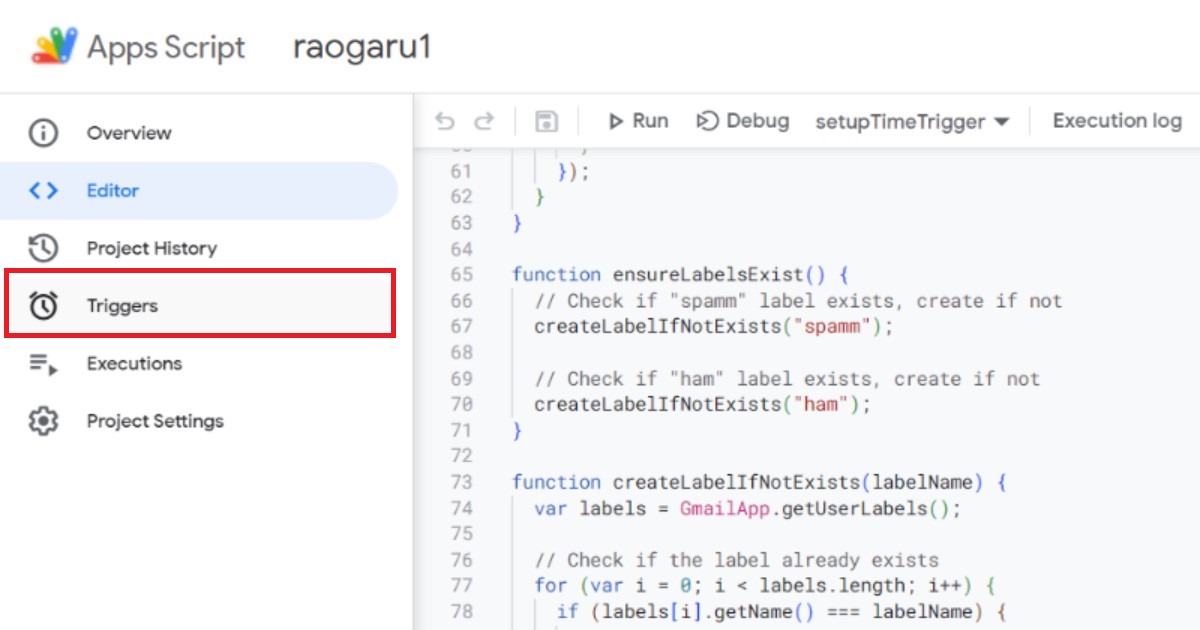 Apps Script raogaru1
Overview
Editor
Project History
Triggers
Executions
Project Settings
Run Debug setupTimeTrigger Execution log
61 });
62 }
63 }
64
65 function ensureLabelsExist() {
66 // Check if "spamm" label exists, create if not
67 createLabelIfNotExists("spamm");
68
69 // Check if "ham" label exists, create if not
70 createLabelIfNotExists("ham");
71 }
72
73 function createLabelIfNotExists(labelName) {
74 var labels = GmailApp.getUserLabels();
75
76 // Check if the label already exists
77 for (var i = 0; i < labels.length; i++) {
78 if (labels[i].getName() === labelName) {